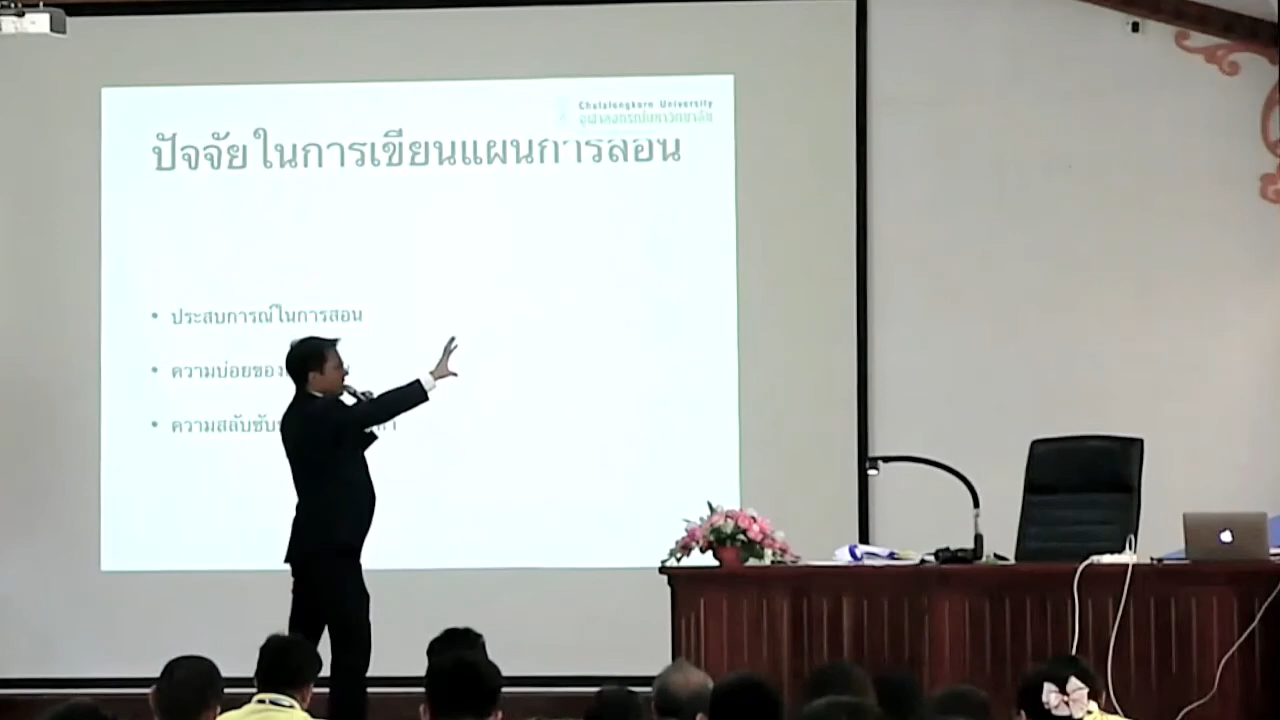 Chulalongkorn University
จุฬาลงกรณ์มหาวิทยาลัย
ปัจจัยในการเขียนแผนการสอน
• ประสบการณ์ในการสอน
• ความบ่อยของ
• ความสลับซับ